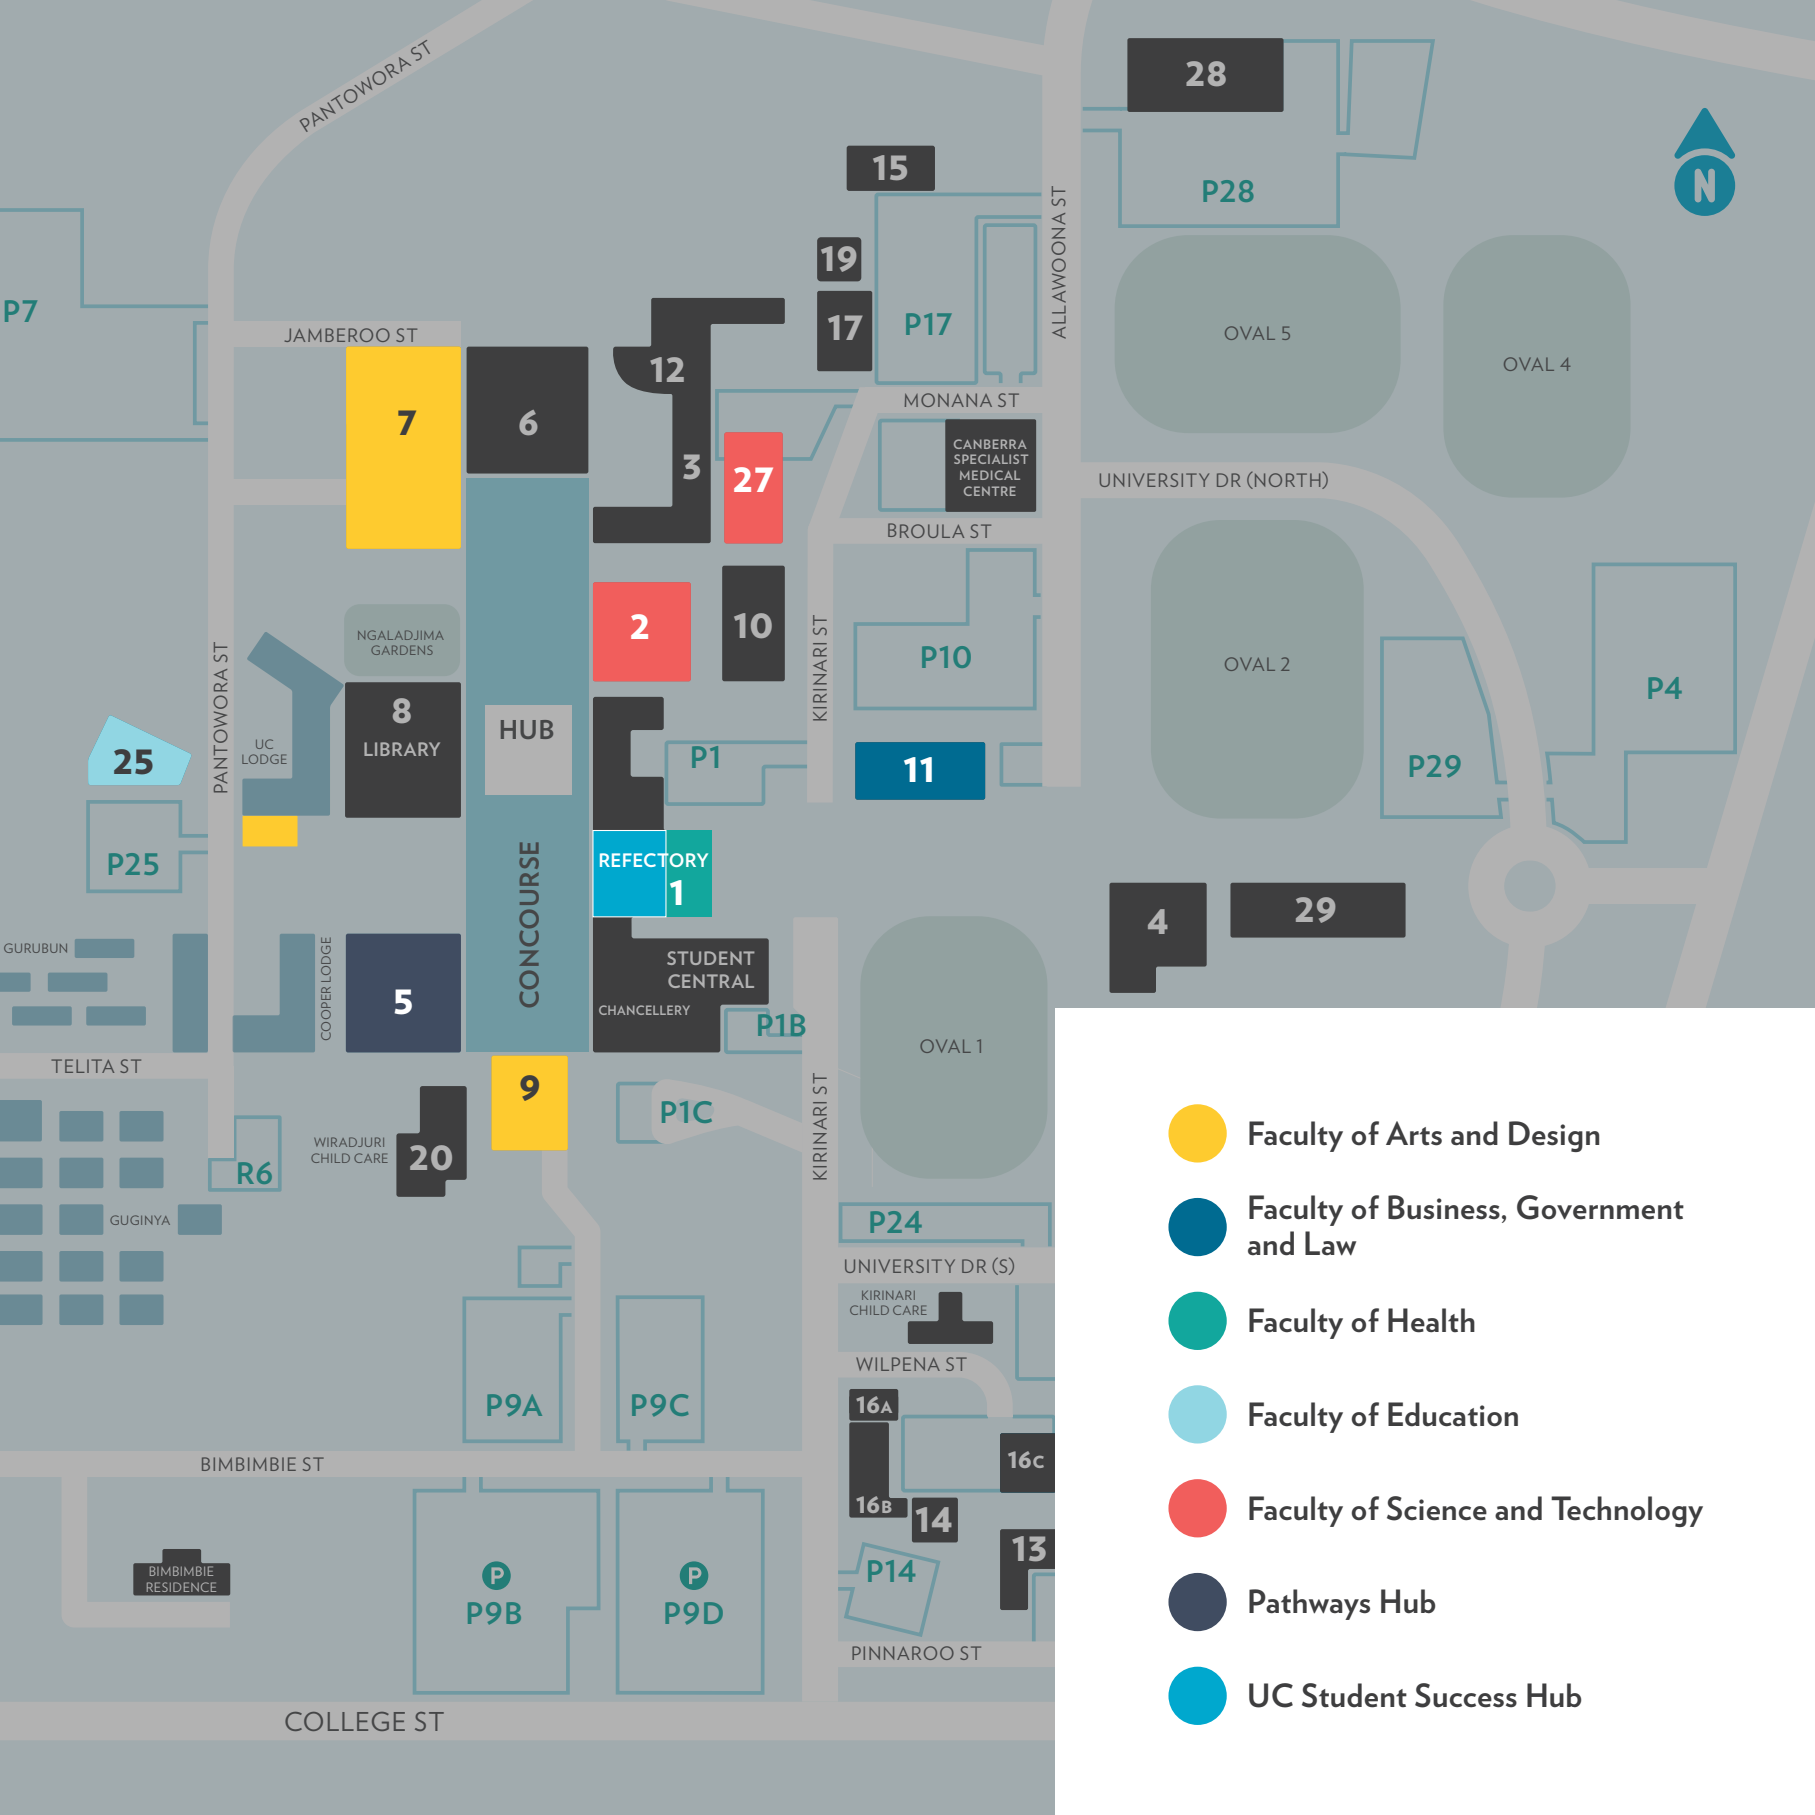 PANTOWORA ST
28
15
P28
N
ALLAWOONA ST
19
P7
17
P17
OVAL 5
JAMBEROO ST
12
OVAL 4
MONANA ST
7
6
CANBERRA
SPECIALIST
MEDICAL
CENTRE
3
27
UNIVERSITY DR (NORTH)
BROULA ST
NGALADJIMA
GARDENS
2
10
KIRINARI ST
P10
OVAL 2
P4
PANTOWORA ST
8
LIBRARY
HUB
UC
LODGE
25
P1
11
P29
P25
CONCOURSE
REFECTORY
1
4
29
GURUBUN
COOPER LODGE
5
STUDENT
CENTRAL
CHANCELLERY
P1B
OVAL 1
TELITA ST
9
P1C
KIRINARI ST
WIRADJURI
CHILD CARE
20
R6
GUGINYA
P24
UNIVERSITY DR (S)
KIRINARI
CHILD CARE
WILPENA ST
P9A
P9C
16A
BIMBIMBIE ST
16C
16B
14
13
BIMBIMBIE
RESIDENCE
P
P9B
P
P9D
P14
PINNAROO ST
COLLEGE ST
Faculty of Arts and Design
Faculty of Business, Government
and Law
Faculty of Health
Faculty of Education
Faculty of Science and Technology
Pathways Hub
UC Student Success Hub